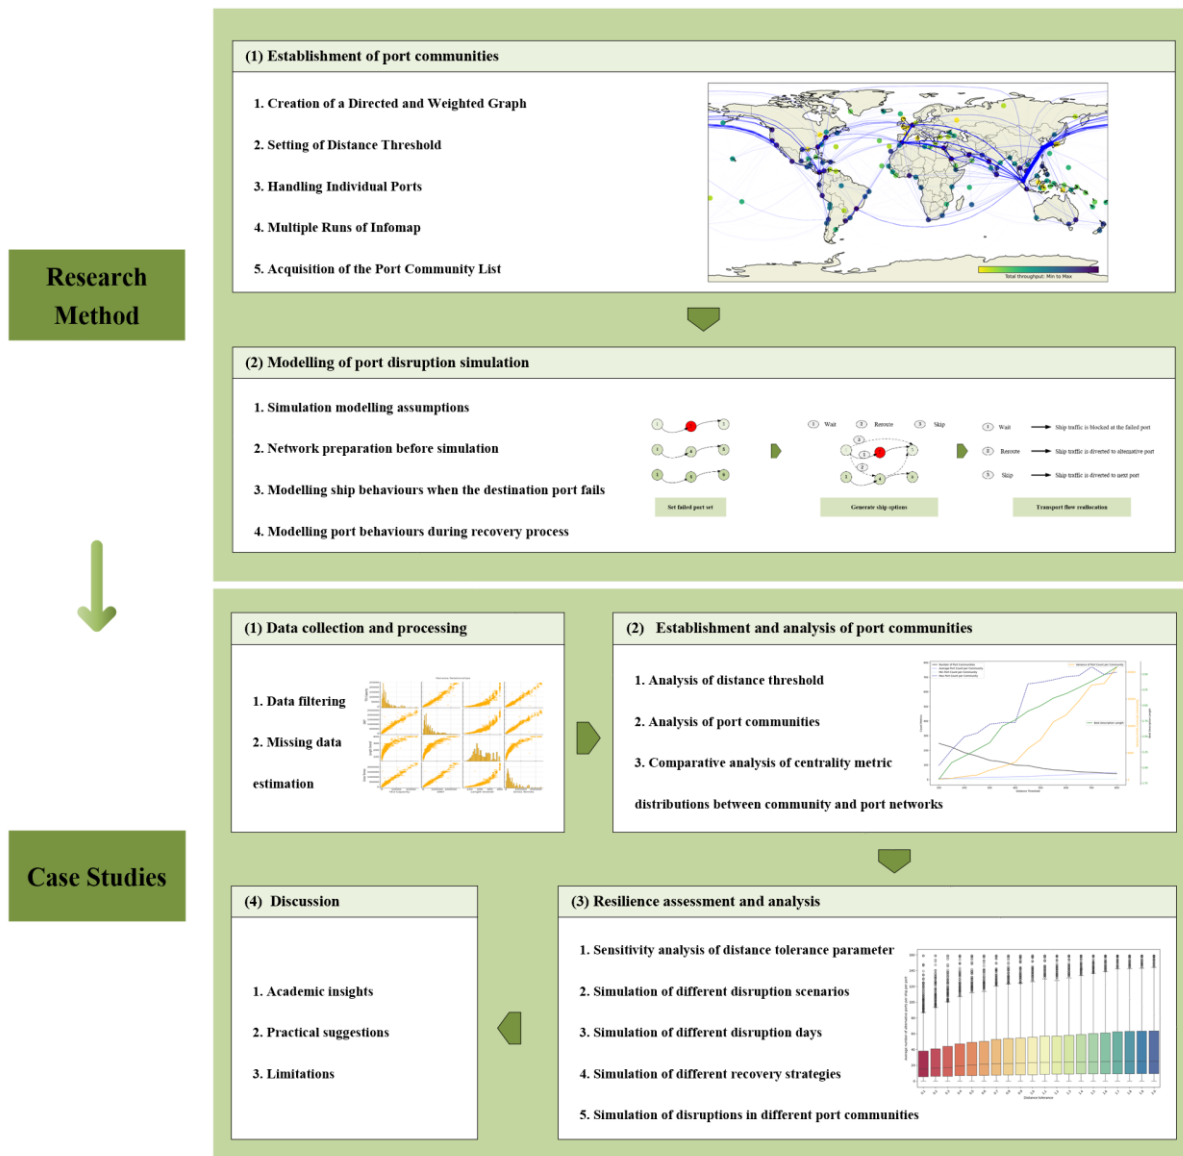 Research
Method
(1) Establishment of port communities
1. Creation of a Directed and Weighted Graph
2. Setting of Distance Threshold
3. Handling Individual Ports
4. Multiple Runs of Infomap
5. Acquisition of the Port Community List
Total throughput: Min to Max
(2) Modelling of port disruption simulation
1. Simulation modelling assumptions
2. Network preparation before simulation
3. Modelling ship behaviours when the destination port fails
4. Modelling port behaviours during recovery process
Set failed port set
Wait
Reroute
Skip
Generate ship options
Wait
Ship traffic is blocked at the failed port
Reroute
Ship traffic is diverted to alternative port
Skip
Ship traffic is diverted to next port
Transport flow reallocation
Case Studies
(1) Data collection and processing
1. Data filtering
2. Missing data
estimation
(2) Establishment and analysis of port communities
1. Analysis of distance threshold
2. Analysis of port communities
3. Comparative analysis of centrality metric
distributions between community and port networks
(3) Resilience assessment and analysis
1. Sensitivity analysis of distance tolerance parameter
2. Simulation of different disruption scenarios
3. Simulation of different disruption days
4. Simulation of different recovery strategies
5. Simulation of disruptions in different port communities
Distance tolerance
(4) Discussion
1. Academic insights
2. Practical suggestions
3. Limitations